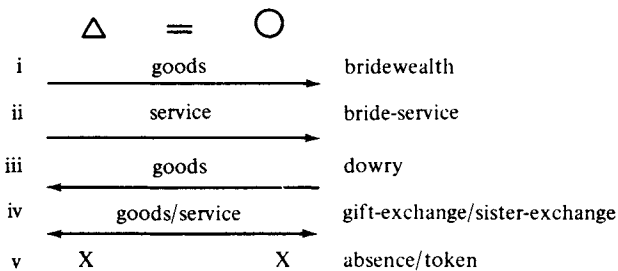 i goods bridewealth
ii service bride-service
iii goods dowry
iv goods/service gift-exchange/sister-exchange
v X X absence/token